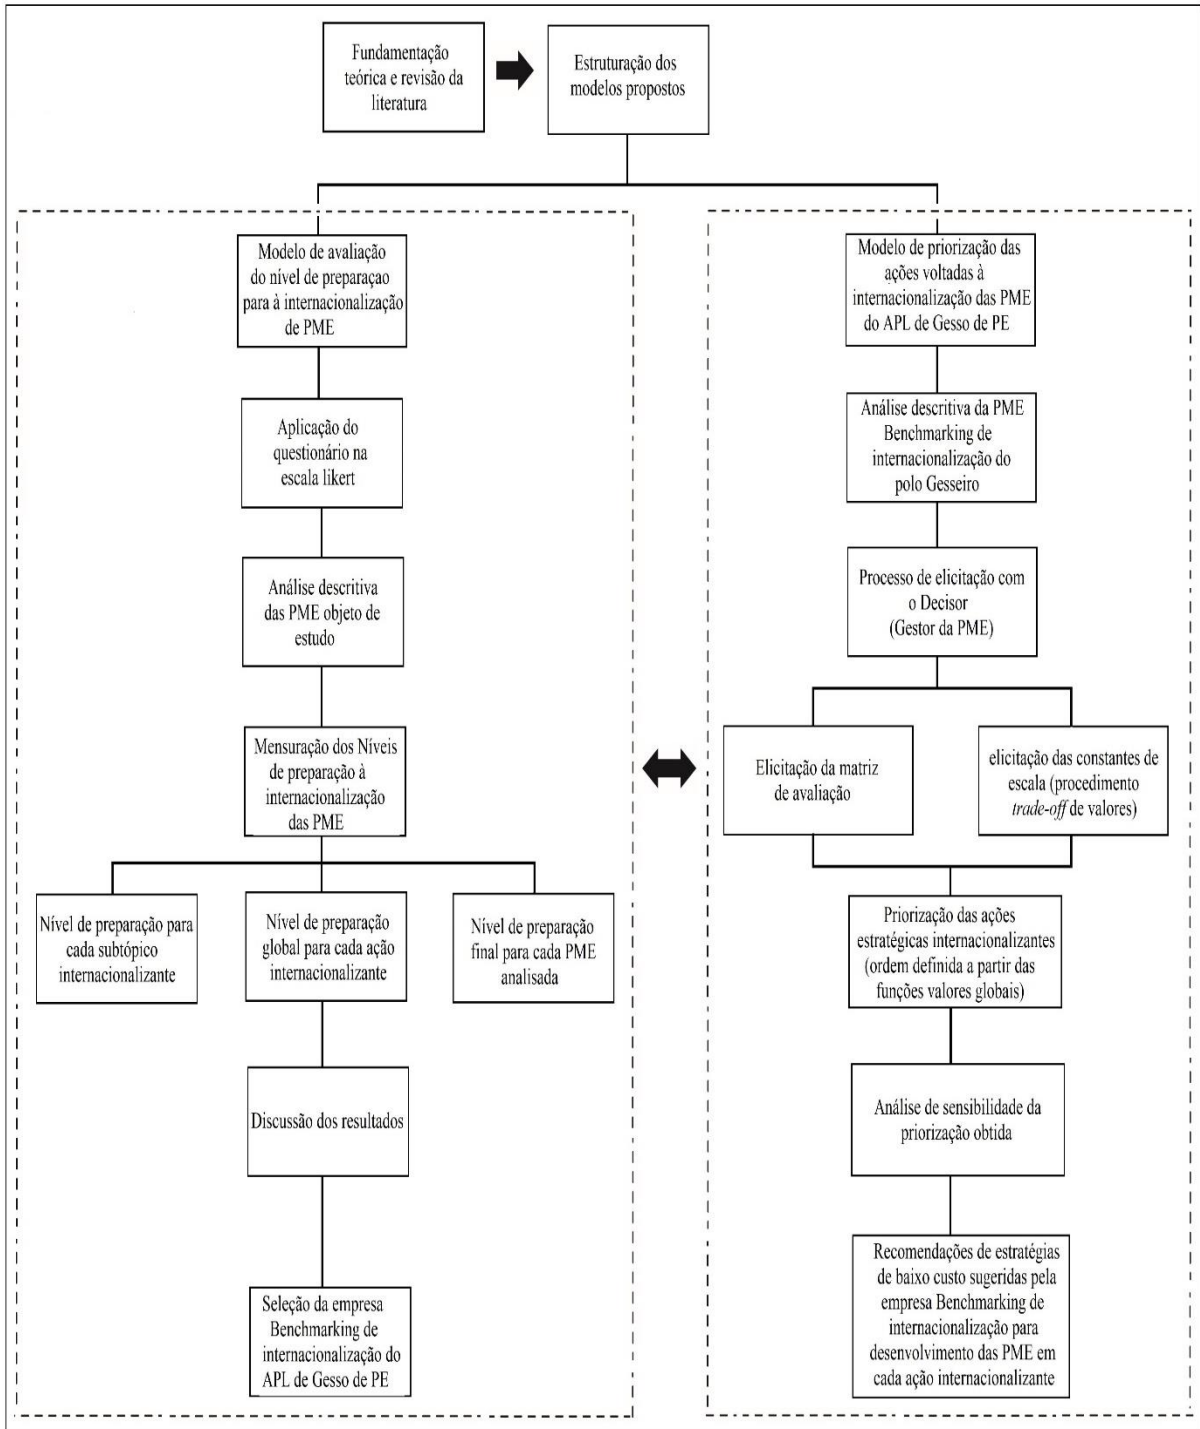 Fundamentação
teórica e revisão da
literatura
Estruturação dos
modelos propostos
Modelo de avaliação
do nível de preparaçao
para à internacionalização
de PME
Aplicação do
questionário na
escala likert
Análise descritiva
das PME objeto de
estudo
Mensuração dos Níveis
de preparação à
internacionalização
das PME
Nível de preparação para
cada subtópico
internacionalizante
Nível de preparação
global para cada ação
internacionalizante
Nível de preparação
final para cada PME
analisada
Discussão dos resultados
Seleção da empresa
Benchmarking de
internacionalização do
APL de Gesso de PE
Modelo de priorização das
ações voltadas à
internacionalização das PME
do APL de Gesso de PE
Análise descritiva da PME
Benchmarking de
internacionalização do
polo Gesseiro
Processo de elicitação com
o Decisor
(Gestor da PME)
Elicitação da matriz
de avaliação
elicitação das constantes de
escala (procedimento
trade-off de valores)
Priorização das ações
estratégicas internacionalizantes
(ordem definida a partir das
funções valores globais)
Análise de sensibilidade da
priorização obtida
Recomendações de estratégias
de baixo custo sugeridas pela
empresa Benchmarking de
internacionalização para
desenvolvimento das PME em
cada ação internacionalizante